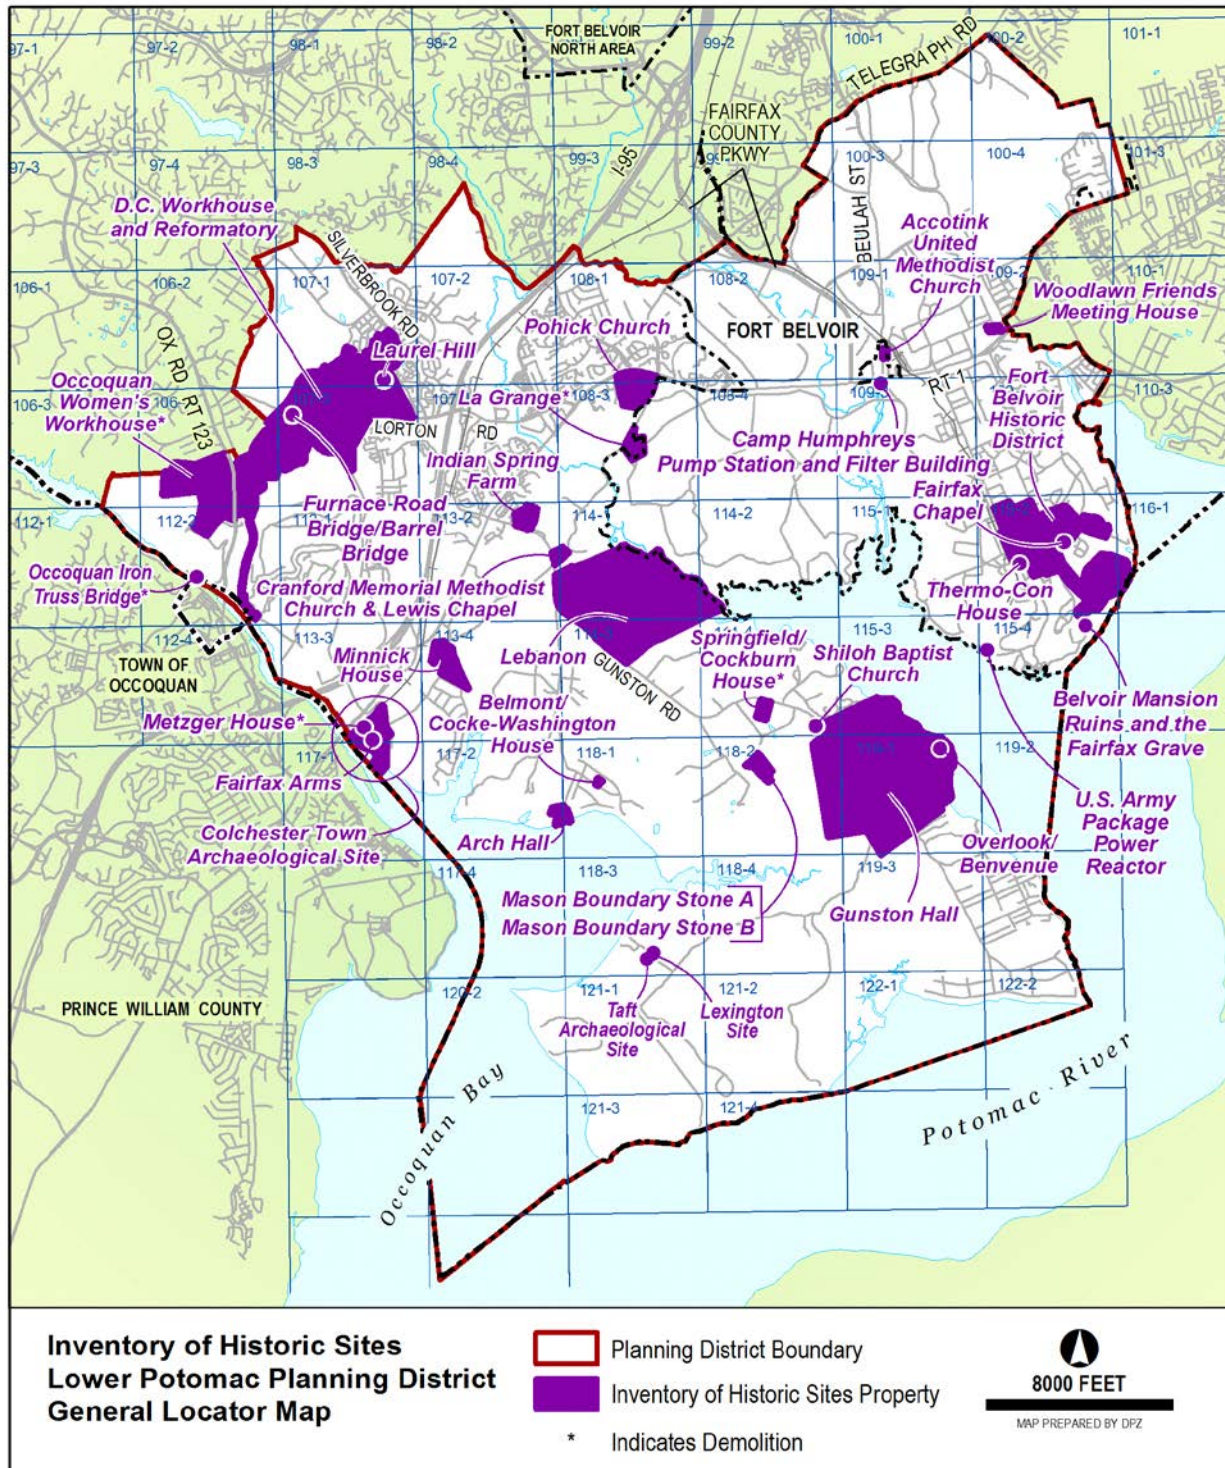 97-1
97-2
98-1
98-2
FORT BELVOIR
NORTH AREA
99-2
100-1
TELEGRAPH RD
100-2
101-1
97-3
97-4
98-3
98-4
99-3
I-95
FAIRFAX
COUNTY
PKWY
100-3
100-4
101-3
BEULAH ST
D.C. Workhouse
and Reformatory
SILVERBROOK RD
Accotink
United
Methodist
Church
106-1
106-2
107-1
107-2
108-1
108-2
109-1
109-2
110-1
Woodlawn Friends
Meeting House
OX RD RT 123
Pohick Church
FORT BELVOIR
Laurel Hill
RT 1
Occoquan
Women's
Workhouse*
106-3
La Grange*
108-3
108-4
109-3
110-3
Fort
Belvoir
Historic
District
LORTON
RD
Camp Humphreys
Pump Station and Filter Building
Indian Spring
Farm
Fairfax
Chapel
Furnace Road
Bridge/Barrel
Bridge
112-1
112-2
113-2
114-1
114-2
115-1
116-1
Occoquan Iron
Truss Bridge*
Cranford Memorial Methodist
Church & Lewis Chapel
Thermo-Con
House
112-4
113-3
113-4
115-3
115-4
TOWN OF
OCCOQUAN
Minnick
House
Lebanon
GUNSTON RD
Springfield/
Cockburn
House*
Shiloh Baptist
Church
Belvoir Mansion
Ruins and the
Fairfax Grave
Metzger House*
Belmont/
Cocke-Washington
House
117-1
117-2
118-1
118-2
119-2
Fairfax Arms
U.S. Army
Package
Power
Reactor
Colchester Town
Archaeological Site
Arch Hall
Overlook/
Benvenue
117-4
118-3
118-4
119-3
Mason Boundary Stone A
Mason Boundary Stone B
Gunston Hall
120-2
121-1
121-2
122-1
122-2
PRINCE WILLIAM COUNTY
Taft
Archaeological
Site
Lexington
Site
Occoquan Bay
121-3
121-4
Potomac River
Inventory of Historic Sites
Lower Potomac Planning District
General Locator Map
Planning District Boundary
Inventory of Historic Sites Property
* Indicates Demolition
8000 FEET
MAP PREPARED BY DPZ